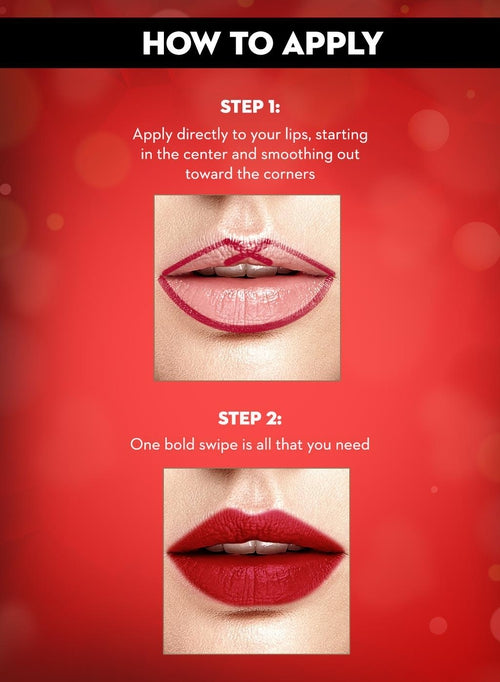 HOW TO APPLY
STEP 1:
Apply directly to your lips, starting
in the center and smoothing out
toward the corners
STEP 2:
One bold swipe is all that you need